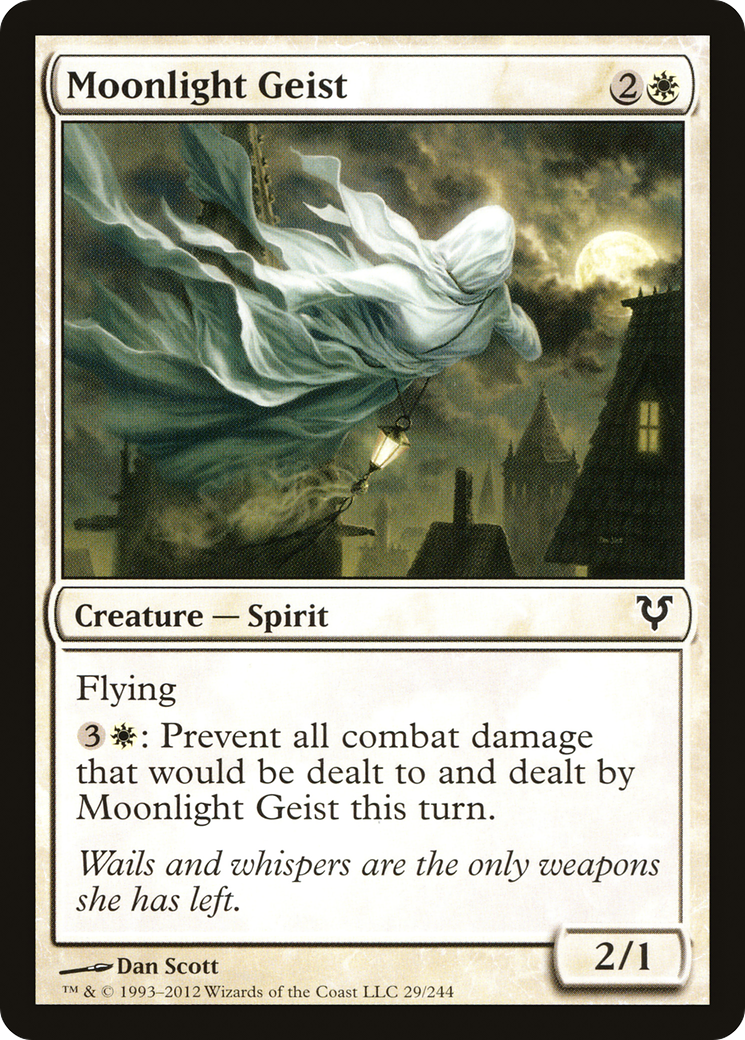 Moonlight Geist 2
Creature — Spirit
Flying
3: Prevent all combat damage
that would be dealt to and dealt by
Moonlight Geist this turn.
Wails and whispers are the only weapons
she has left.
2/1
Dan Scott
™ & © 1993–2012 Wizards of the Coast LLC 29/244